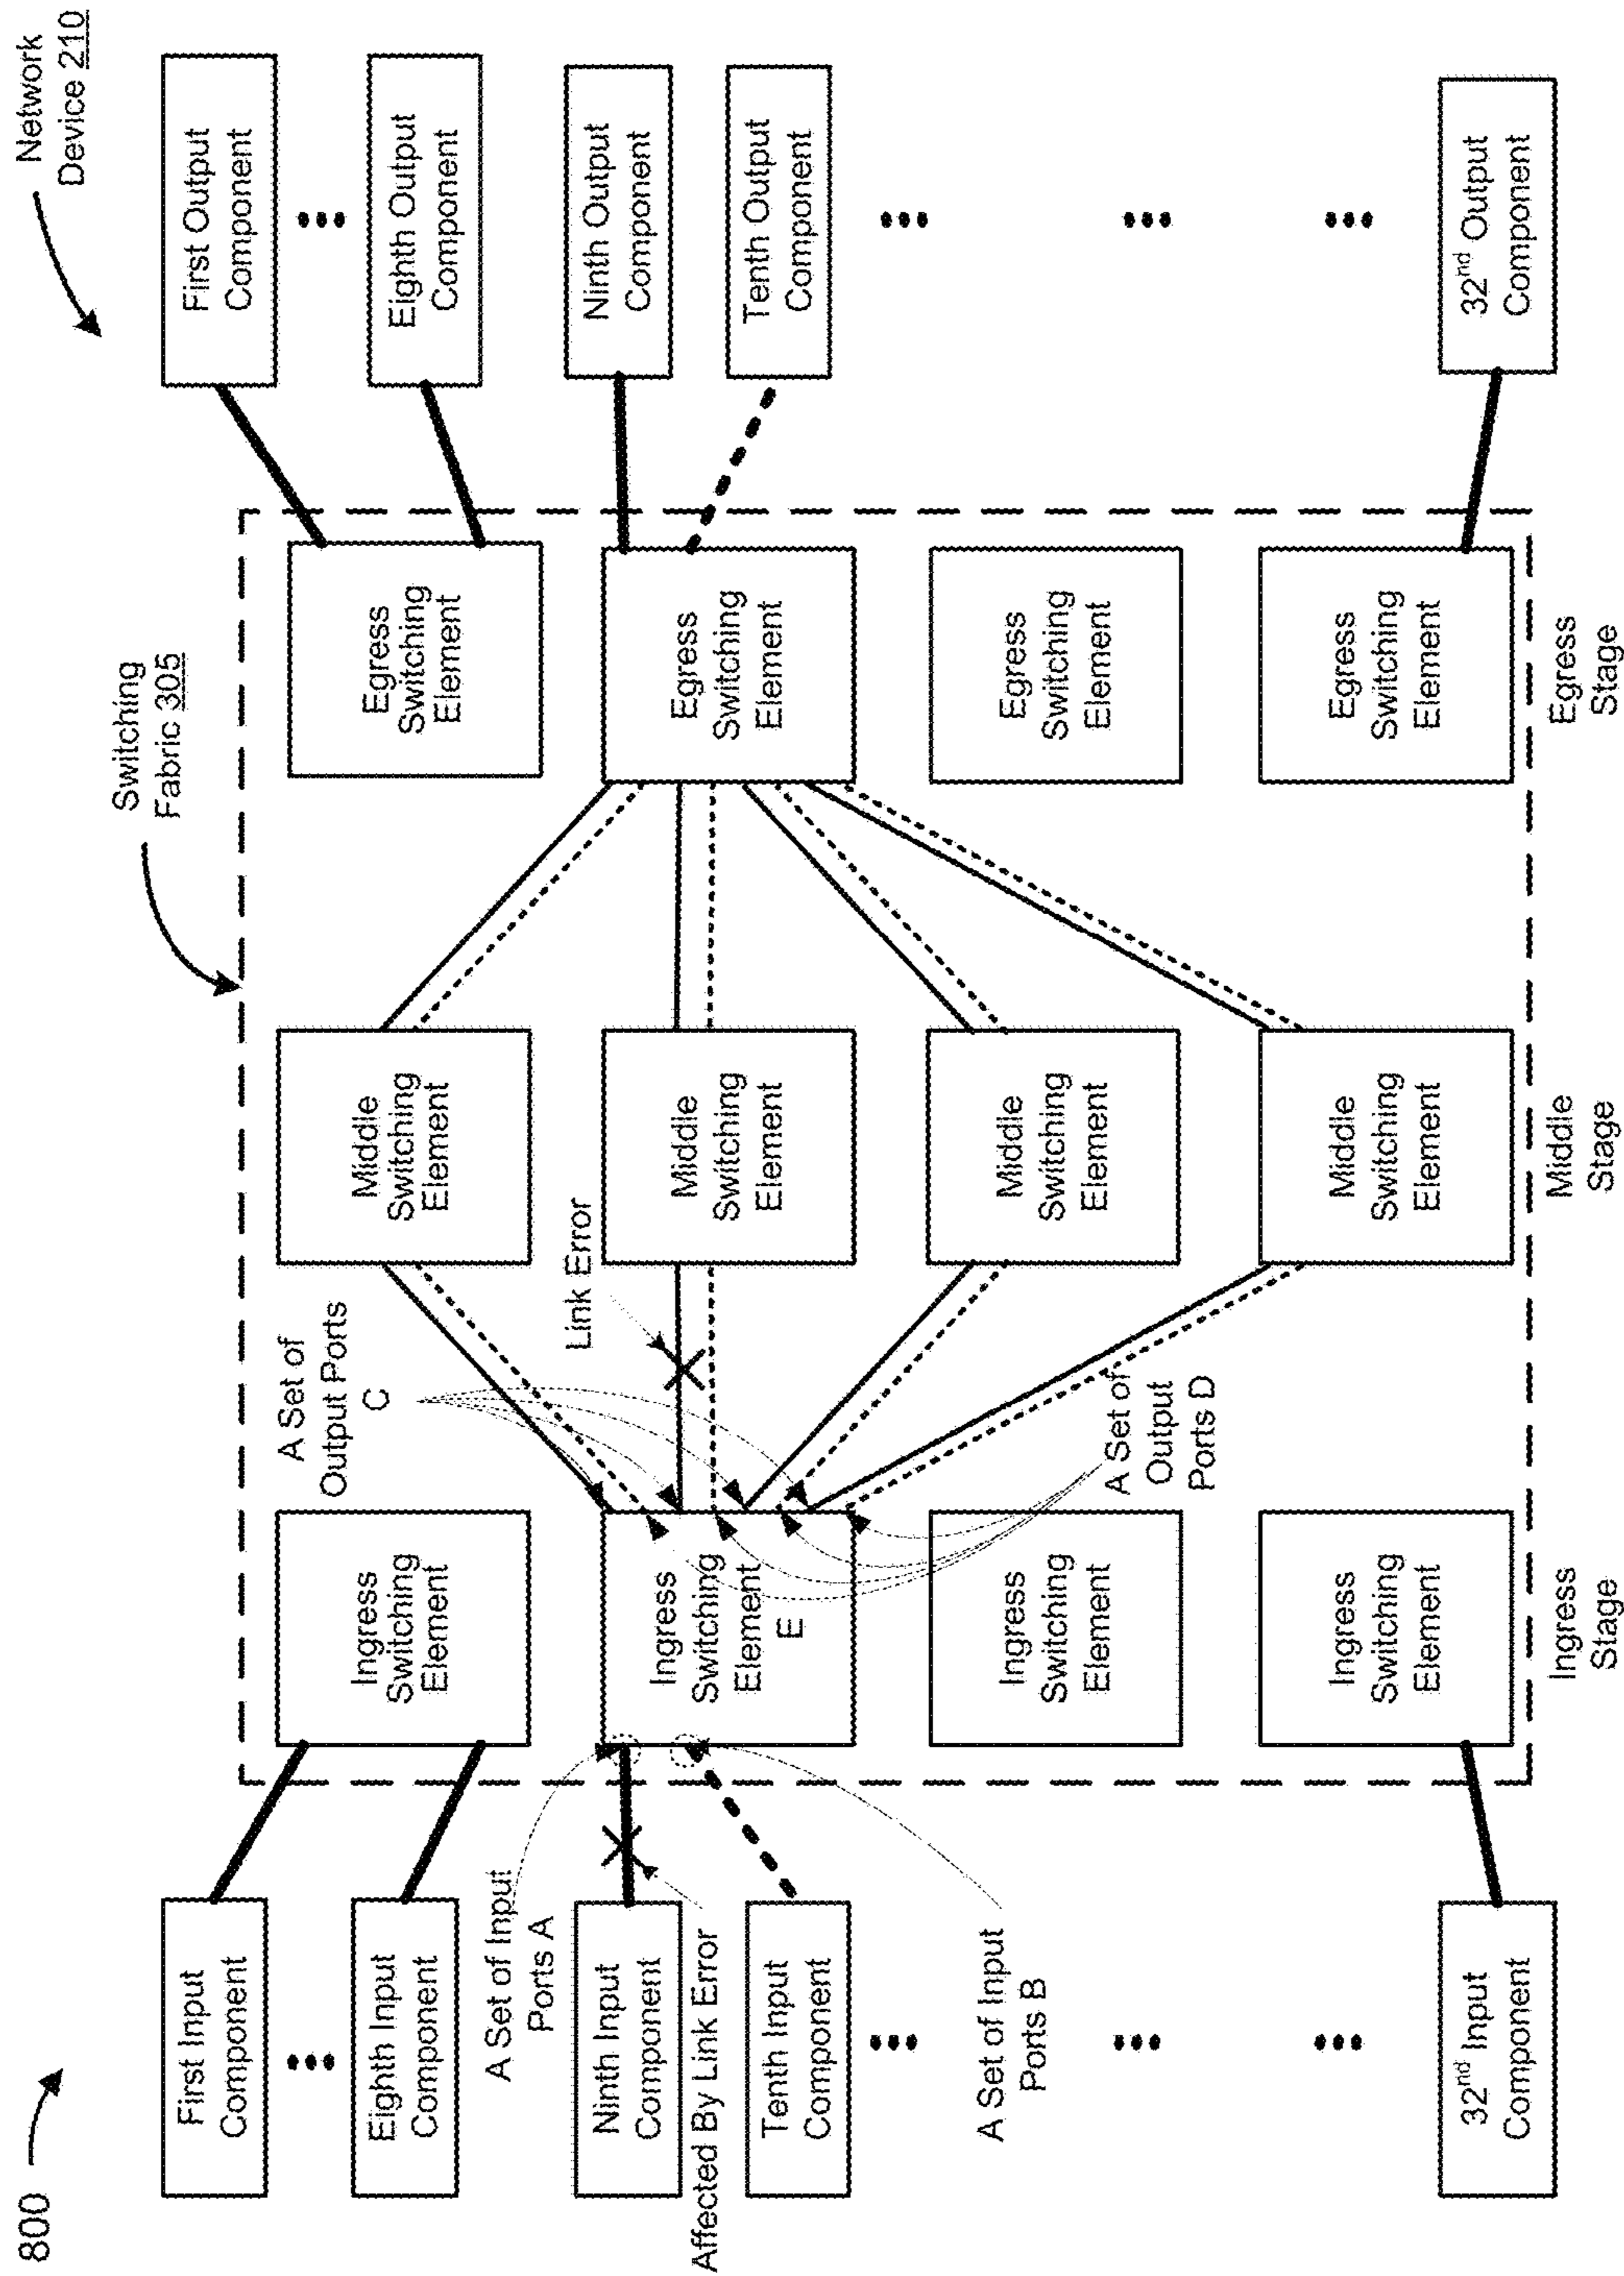 800
Network
Device 210
Switching
Fabric 305
First Input
Component
Eighth Input
Component
A Set of Input
Ports A
Ninth Input
Component
Affected By Link Error
Tenth Input
Component
A Set of Input
Ports B
32nd Input
Component
Ingress
Switching
Element
Ingress
Switching
Element
E
Ingress
Switching
Element
Ingress
Switching
Element
Ingress
Stage
A Set of
Output Ports
C
Link Error
A Set of
Output
Ports D
Middle
Switching
Element
Middle
Switching
Element
Middle
Switching
Element
Middle
Switching
Element
Middle
Stage
Egress
Switching
Element
Egress
Switching
Element
Egress
Switching
Element
Egress
Switching
Element
Egress
Stage
First Output
Component
Eighth Output
Component
Ninth Output
Component
Tenth Output
Component
32nd Output
Component